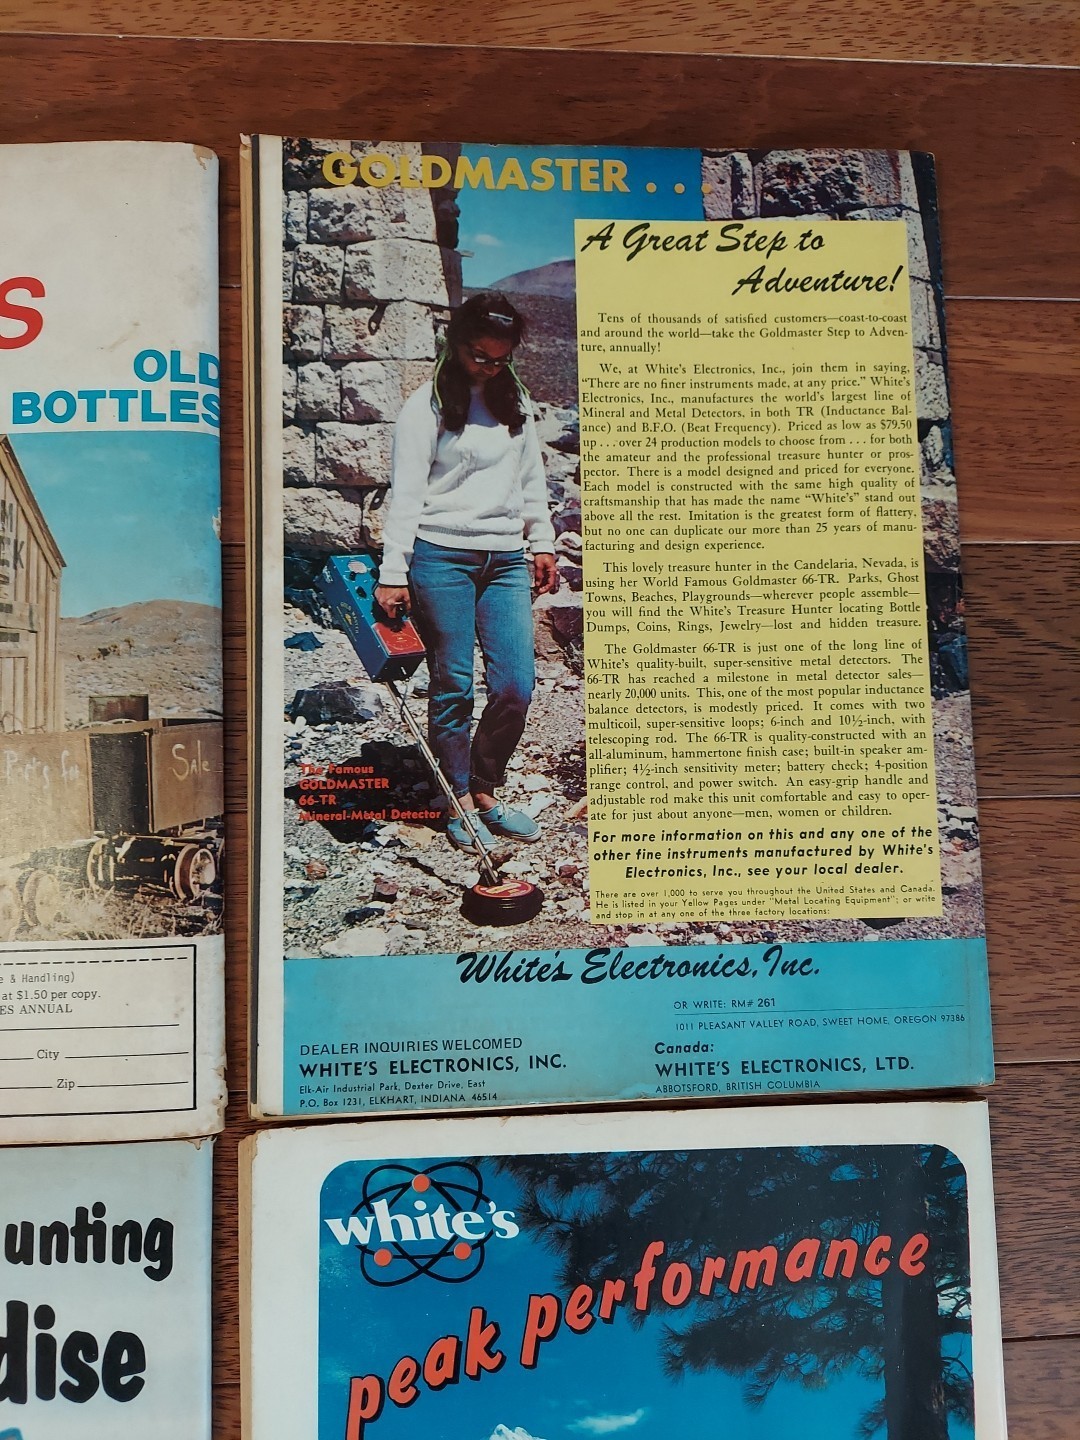 GOLDMASTER . . .
A Great Step to
Adventure!
Tens of thousands of satisfied customers—coast-to-coast
and around the world—take the Goldmaster Step to Adven-
ture, annually!
We, at White's Electronics, Inc., join them in saying,
"There are no finer instruments made, at any price." White's
Electronics, Inc., manufactures the world's largest line of
Mineral and Metal Detectors, in both TR (Inductance Bal-
ance) and B.F.O. (Beat Frequency). Priced as low as $79.50
up . . . over 24 production models to choose from . . . for both
the amateur and the professional treasure hunter or pros-
pector. There is a model designed and priced for everyone.
Each model is constructed with the same high quality of
craftsmanship that has made the name "White's" stand out
above all the rest. Imitation is the greatest form of flattery,
but no one can duplicate our more than 25 years of manu-
facturing and design experience.
This lovely treasure hunter in the Candelaria, Nevada, is
using her World Famous Goldmaster 66-TR. Parks, Ghost
Towns, Beaches, Playgrounds—wherever people assemble—
you will find the White's Treasure Hunter locating Bottle
Dumps, Coins, Rings, Jewelry—lost and hidden treasure.
The Goldmaster 66-TR is just one of the long line of
White's quality-built, super-sensitive metal detectors. The
66-TR has reached a milestone in metal detector sales—
nearly 20,000 units. This, one of the most popular inductance
balance detectors, is modestly priced. It comes with two
multicoil, super-sensitive loops; 6-inch and 10½-inch, with
telescoping rod. The 66-TR is quality-constructed with an
all-aluminum, hammertone finish case; built-in speaker am-
plifier; 4½-inch sensitivity meter; battery check; 4-position
range control, and power switch. An easy-grip handle and
adjustable rod make this unit comfortable and easy to oper-
ate for just about anyone—men, women or children.
For more information on this and any one of the
other fine instruments manufactured by White's
Electronics, Inc., see your local dealer.
There are over 1,000 to serve you throughout the United States and Canada.
He is listed in your Yellow Pages under "Metal Locating Equipment"; or write
and stop in at any one of the three factory locations:
The Famous
GOLDMASTER
66-TR
Mineral-Metal Detector
White's Electronics, Inc.
OR WRITE: RM# 261
1011 PLEASANT VALLEY ROAD, SWEET HOME, OREGON 97386
DEALER INQUIRIES WELCOMED
WHITE'S ELECTRONICS, INC.
Elk-Air Industrial Park, Dexter Drive, East
P.O. Box 1231, ELKHART, INDIANA 46514
Canada:
WHITE'S ELECTRONICS, LTD.
ABBOTSFORD, BRITISH COLUMBIA
S
OLD
BOTTLES
M
CK
Sale
e & Handling)
at $1.50 per copy.
ES ANNUAL
City
Zip
unting
dise
white's
peak performance